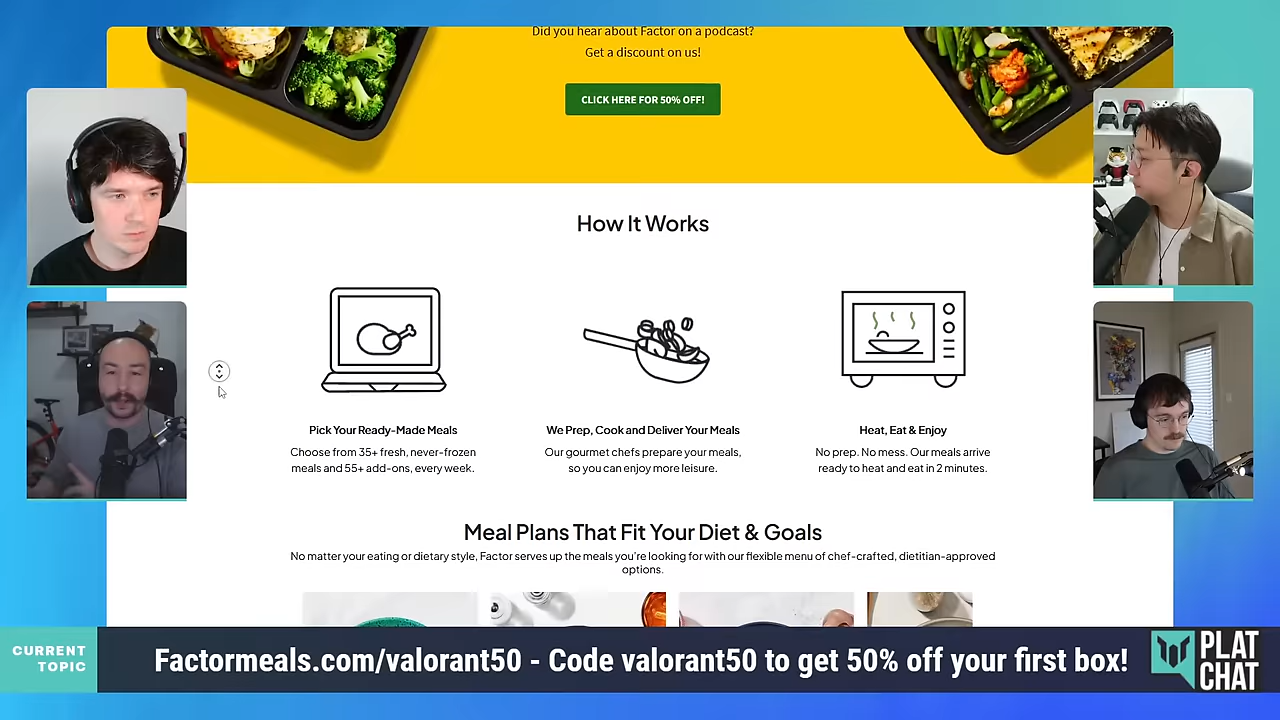 Did you hear about Factor on a podcast?
Get a discount on us!
CLICK HERE FOR 50% OFF!
How It Works
Pick Your Ready-Made Meals
Choose from 35+ fresh, never-frozen
meals and 55+ add-ons, every week.
We Prep, Cook and Deliver Your Meals
Our gourmet chefs prepare your meals,
so you can enjoy more leisure.
Heat, Eat & Enjoy
No prep. No mess. Our meals arrive
ready to heat and eat in 2 minutes.
Meal Plans That Fit Your Diet & Goals
No matter your eating or dietary style, Factor serves up the meals you're looking for with our flexible menu of chef-crafted, dietitian-approved
options.
CURRENT
TOPIC
Factormeals.com/valorant50 - Code valorant50 to get 50% off your first box!
PLAT
CHAT